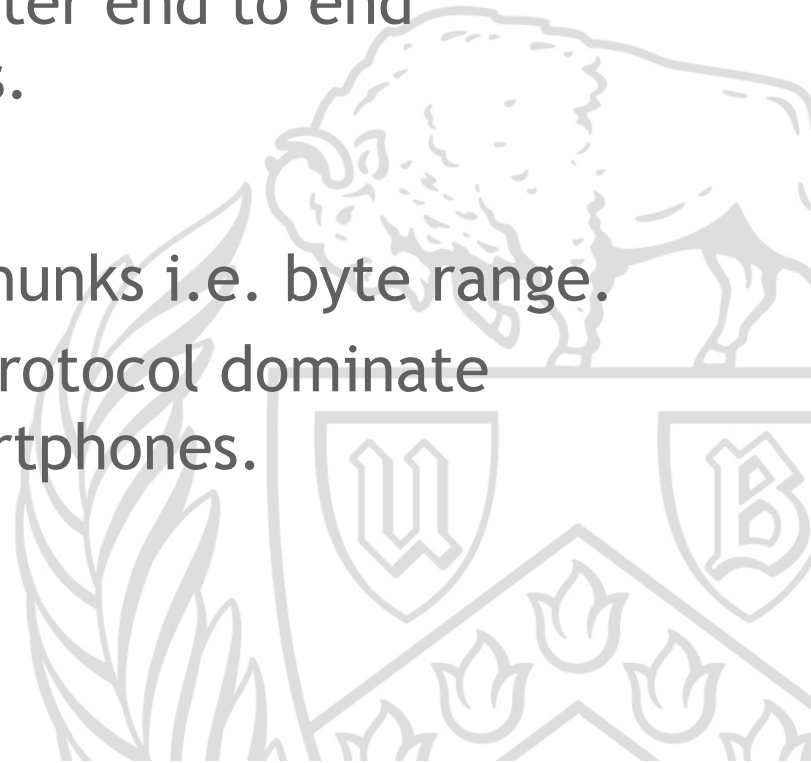 ter end to end
s.
hunks i.e. byte range.
rotocol dominate
rtphones.
U B